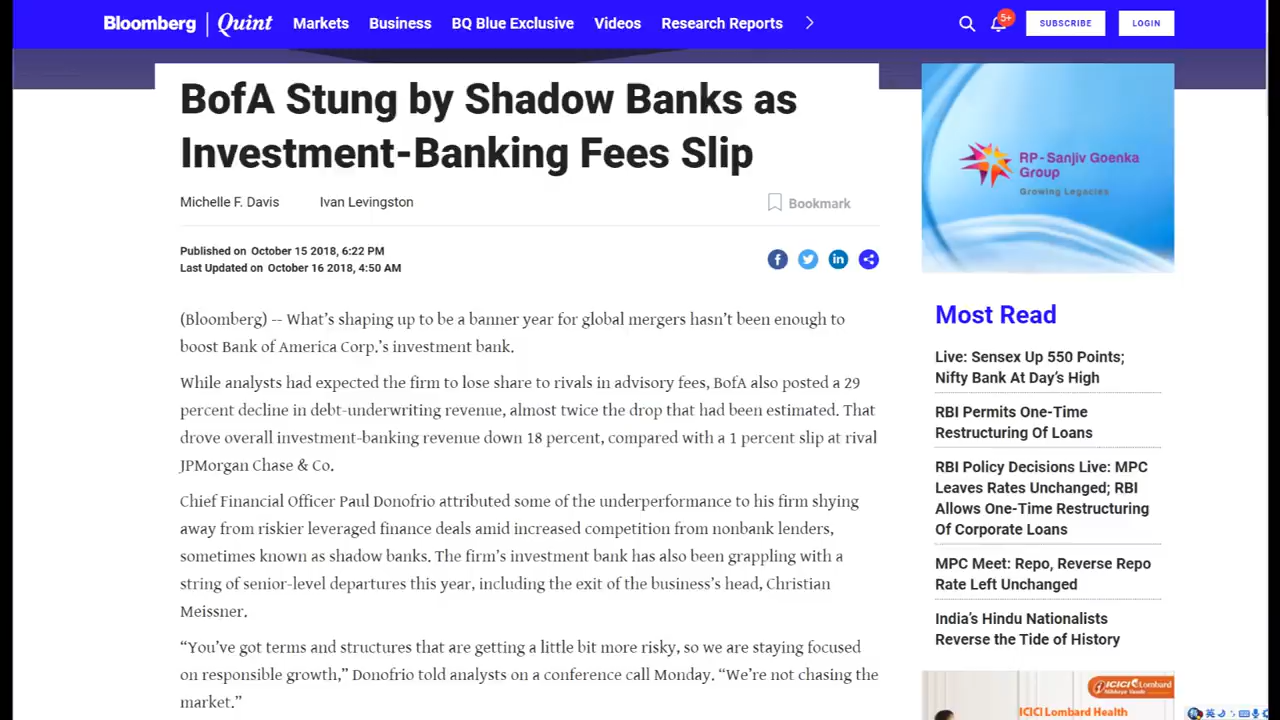 Bloomberg | Quint Markets Business BQ Blue Exclusive Videos Research Reports 5+ SUBSCRIBE LOGIN
BofA Stung by Shadow Banks as
Investment-Banking Fees Slip
Michelle F. Davis Ivan Levingston Bookmark
Published on October 15 2018, 6:22 PM
Last Updated on October 16 2018, 4:50 AM
(Bloomberg) -- What’s shaping up to be a banner year for global mergers hasn’t been enough to
boost Bank of America Corp.’s investment bank.
While analysts had expected the firm to lose share to rivals in advisory fees, BofA also posted a 29
percent decline in debt-underwriting revenue, almost twice the drop that had been estimated. That
drove overall investment-banking revenue down 18 percent, compared with a 1 percent slip at rival
JPMorgan Chase & Co.
Chief Financial Officer Paul Donofrio attributed some of the underperformance to his firm shying
away from riskier leveraged finance deals amid increased competition from nonbank lenders,
sometimes known as shadow banks. The firm’s investment bank has also been grappling with a
string of senior-level departures this year, including the exit of the business’s head, Christian
Meissner.
“You’ve got terms and structures that are getting a little bit more risky, so we are staying focused
on responsible growth,” Donofrio told analysts on a conference call Monday. “We’re not chasing the
market.”
RP - Sanjiv Goenka
Group
Growing Legacies
Most Read
Live: Sensex Up 550 Points;
Nifty Bank At Day’s High
RBI Permits One-Time
Restructuring Of Loans
RBI Policy Decisions Live: MPC
Leaves Rates Unchanged; RBI
Allows One-Time Restructuring
Of Corporate Loans
MPC Meet: Repo, Reverse Repo
Rate Left Unchanged
India’s Hindu Nationalists
Reverse the Tide of History
ICICI Lombard
ICICI Lombard Health
英